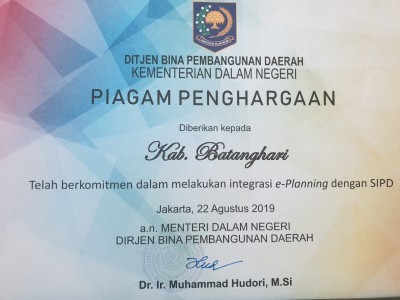 DITJEN BINA PEMBANGUNAN DAERAH
KEMENTERIAN DALAM NEGERI
PIAGAM PENGHARGAAN
Diberikan kepada
Kab. Batanghari
Telah berkomitmen dalam melakukan integrasi e-Planning dengan SIPD
Jakarta, 22 Agustus 2019
a.n. MENTERI DALAM NEGERI
DIRJEN BINA PEMBANGUNAN DAERAH
Dr. Ir. Muhammad Hudori, M.Si